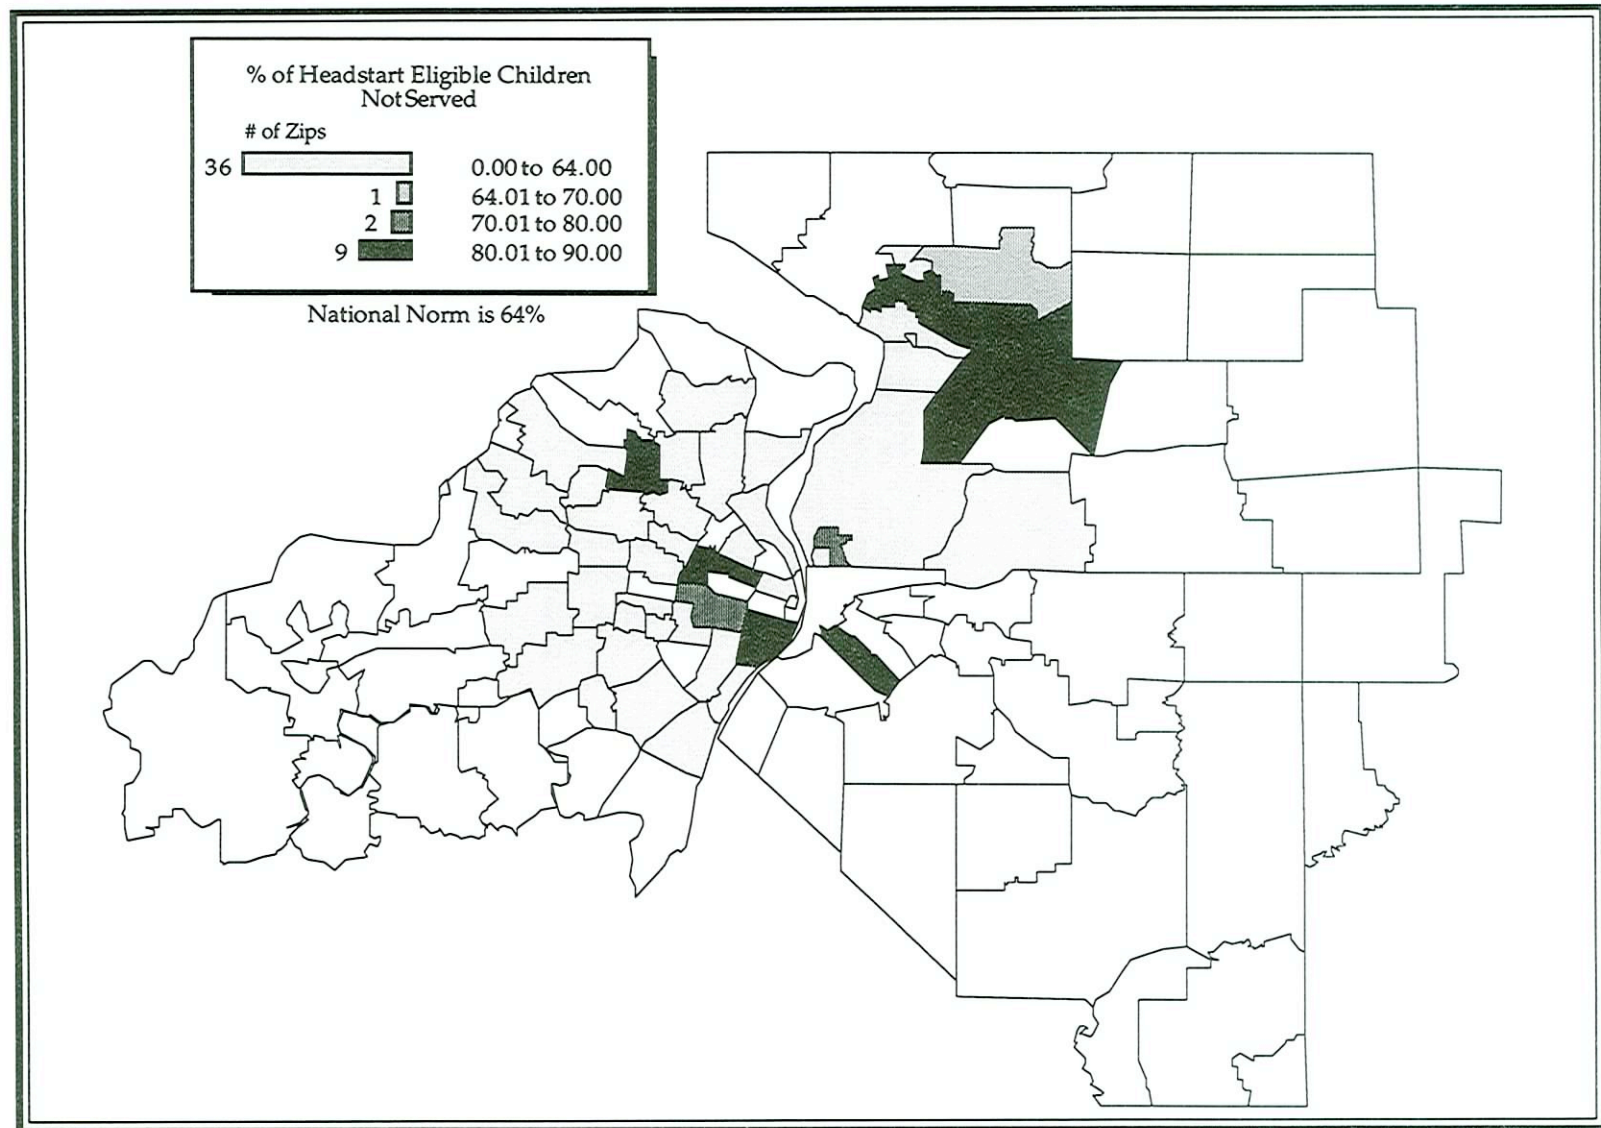 % of Headstart Eligible Children
Not Served
# of Zips
36 0.00 to 64.00
1 64.01 to 70.00
2 70.01 to 80.00
9 80.01 to 90.00
National Norm is 64%